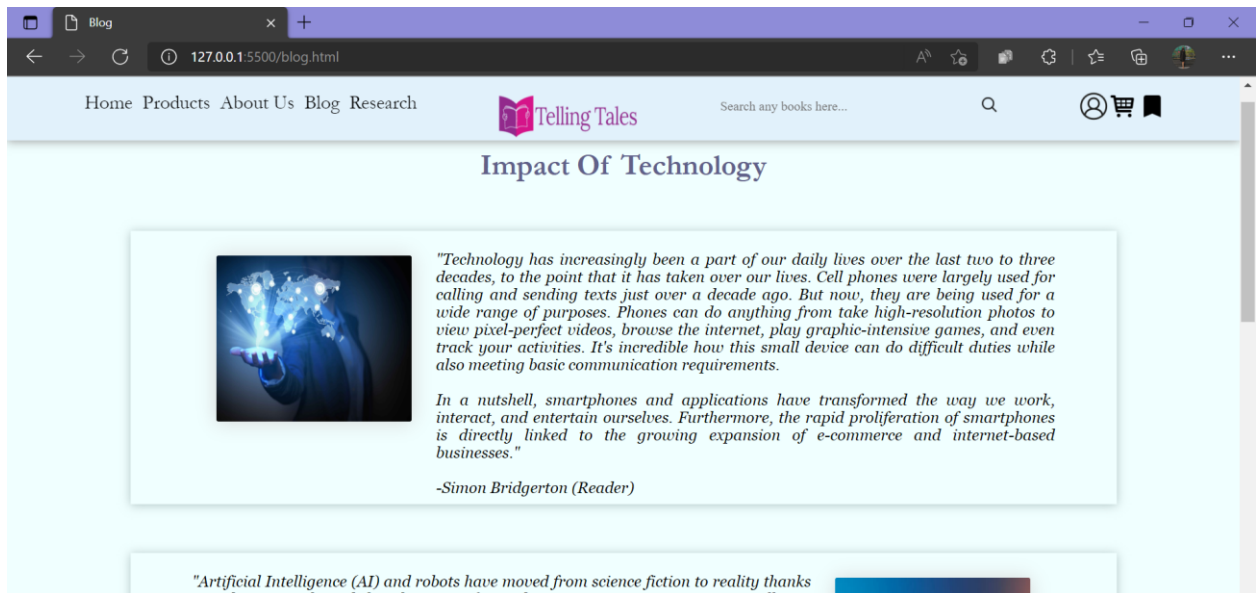 Blog
127.0.0.1:5500/blog.html
Home Products About Us Blog Research
Telling Tales
Search any books here...
Impact Of Technology
"Technology has increasingly been a part of our daily lives over the last two to three
decades, to the point that it has taken over our lives. Cell phones were largely used for
calling and sending texts just over a decade ago. But now, they are being used for a
wide range of purposes. Phones can do anything from take high-resolution photos to
view pixel-perfect videos, browse the internet, play graphic-intensive games, and even
track your activities. It's incredible how this small device can do difficult duties while
also meeting basic communication requirements.
In a nutshell, smartphones and applications have transformed the way we work,
interact, and entertain ourselves. Furthermore, the rapid proliferation of smartphones
is directly linked to the growing expansion of e-commerce and internet-based
businesses."
-Simon Bridgerton (Reader)
"Artificial Intelligence (AI) and robots have moved from science fiction to reality thanks